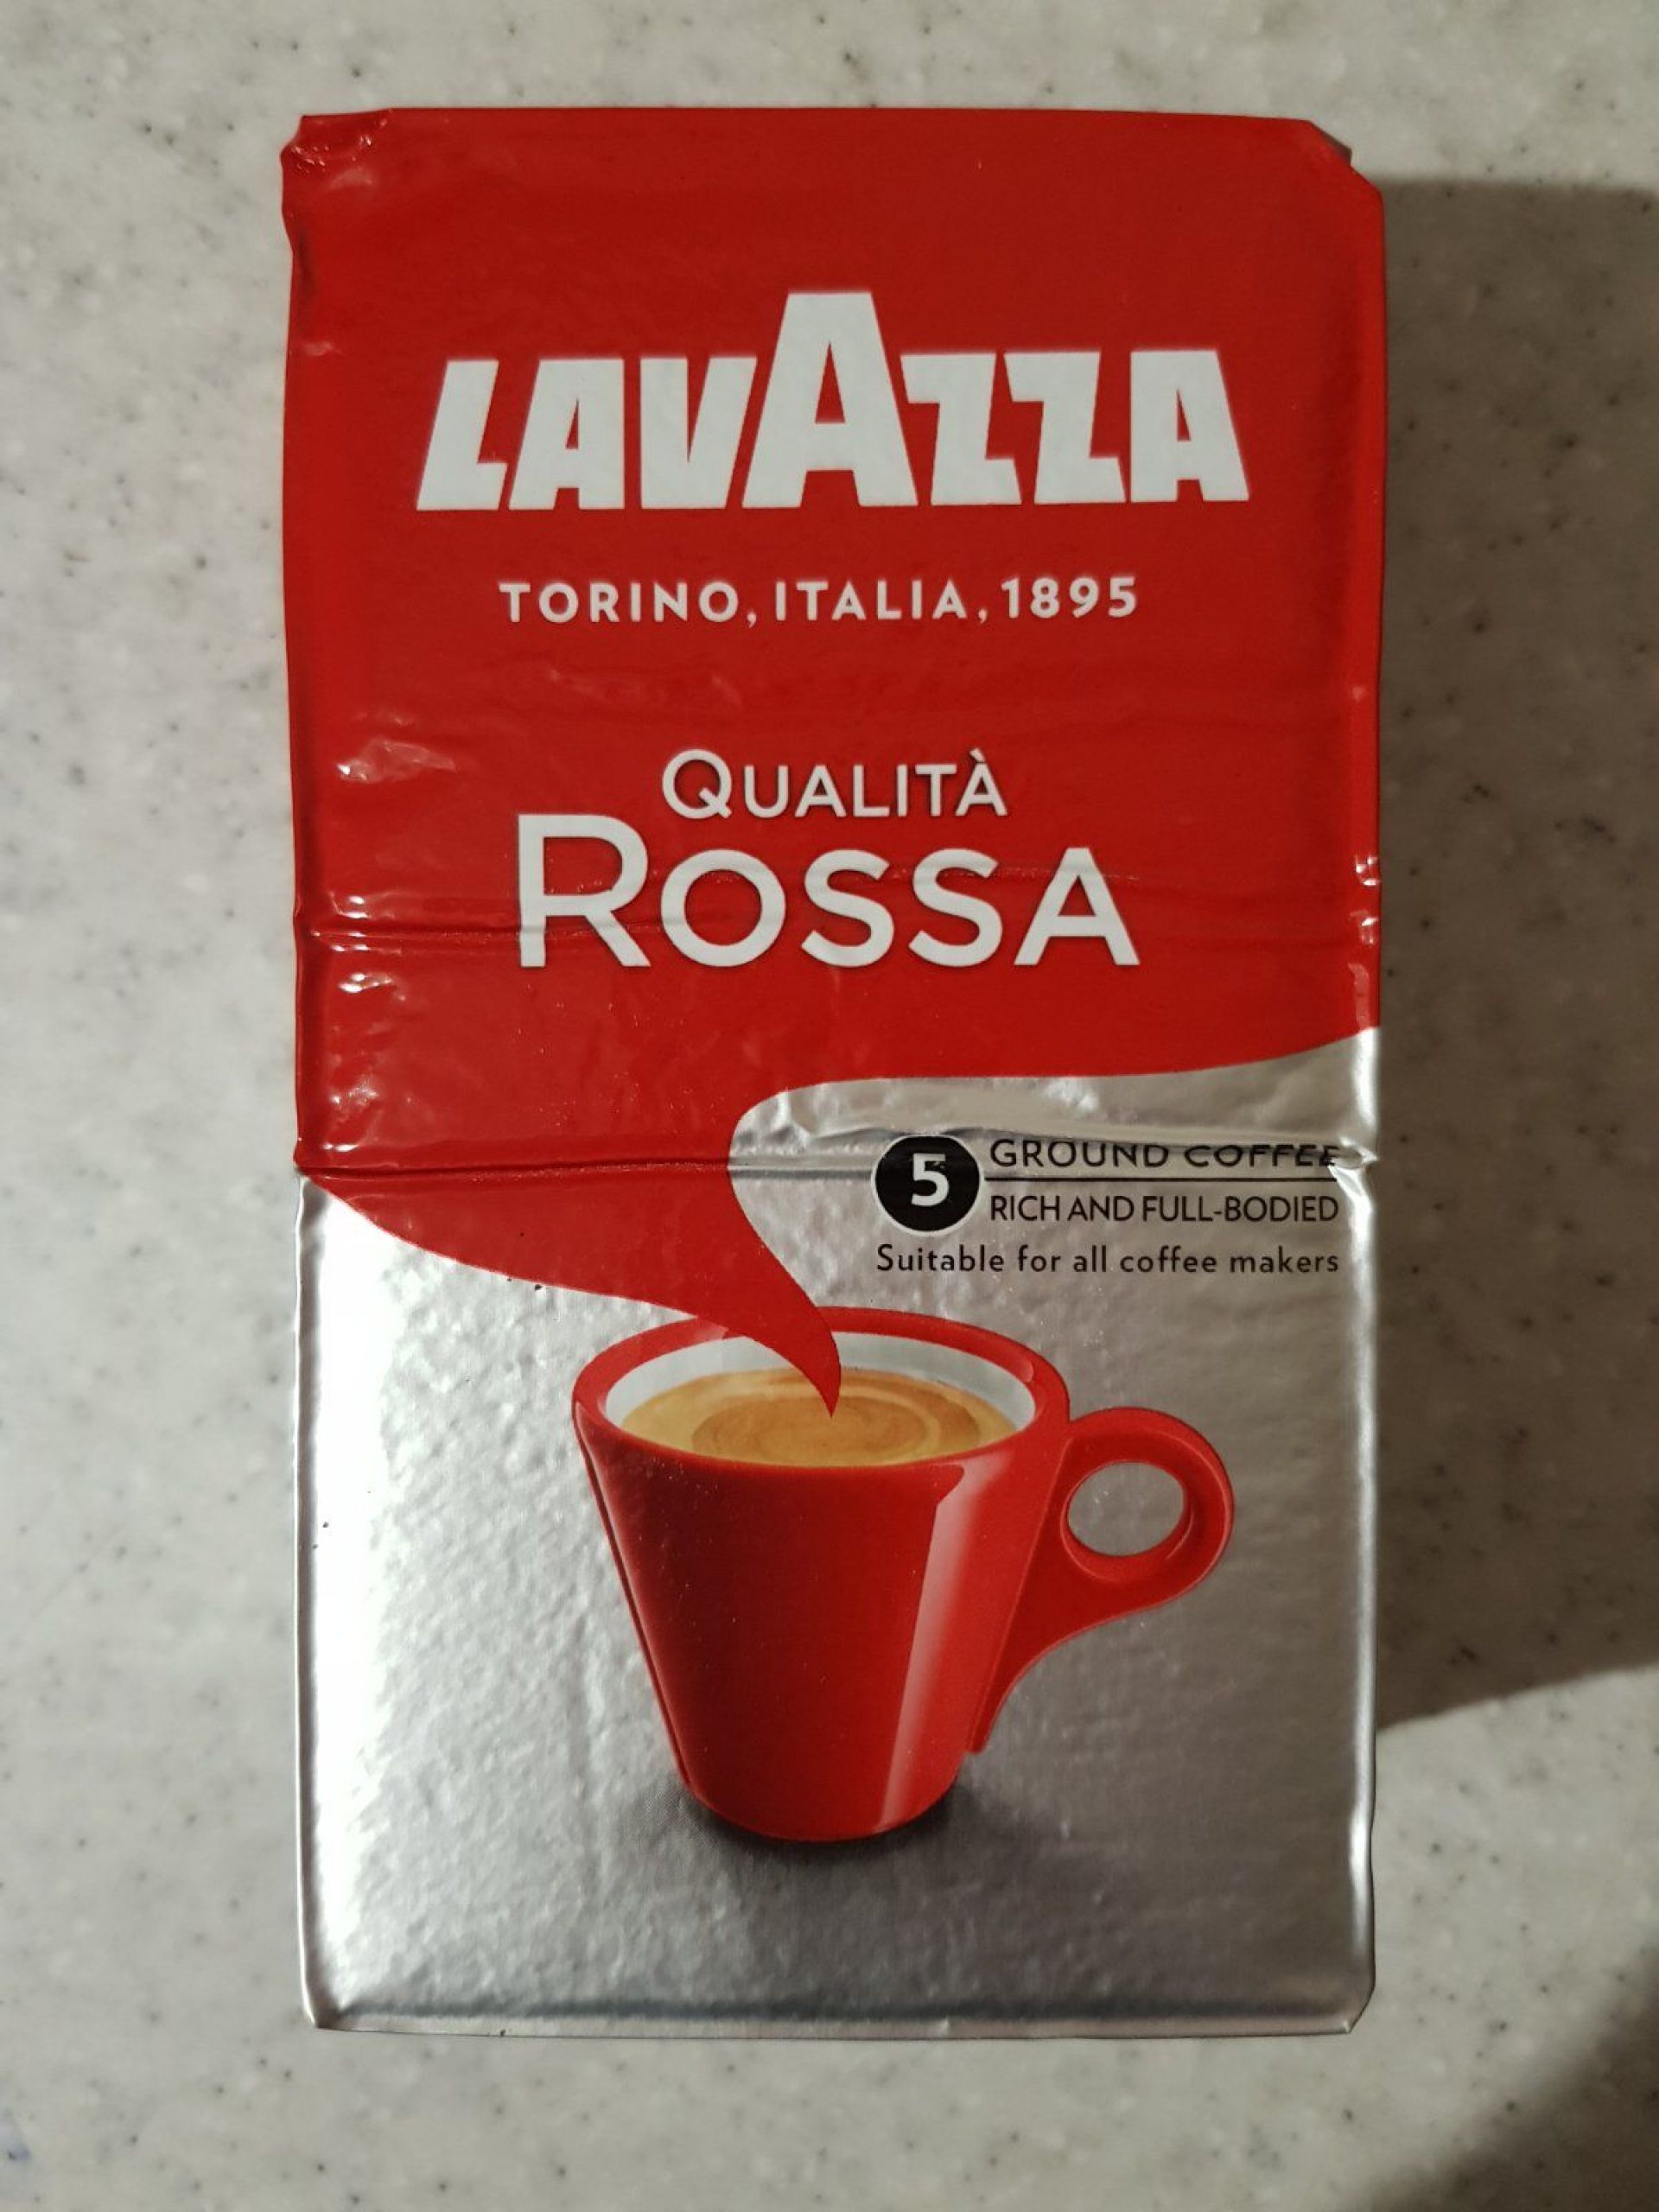 LAVAZZA
TORINO, ITALIA, 1895
QUALITÀ
ROSSA
5
GROUND COFFEE
RICH AND FULL-BODIED
Suitable for all coffee makers